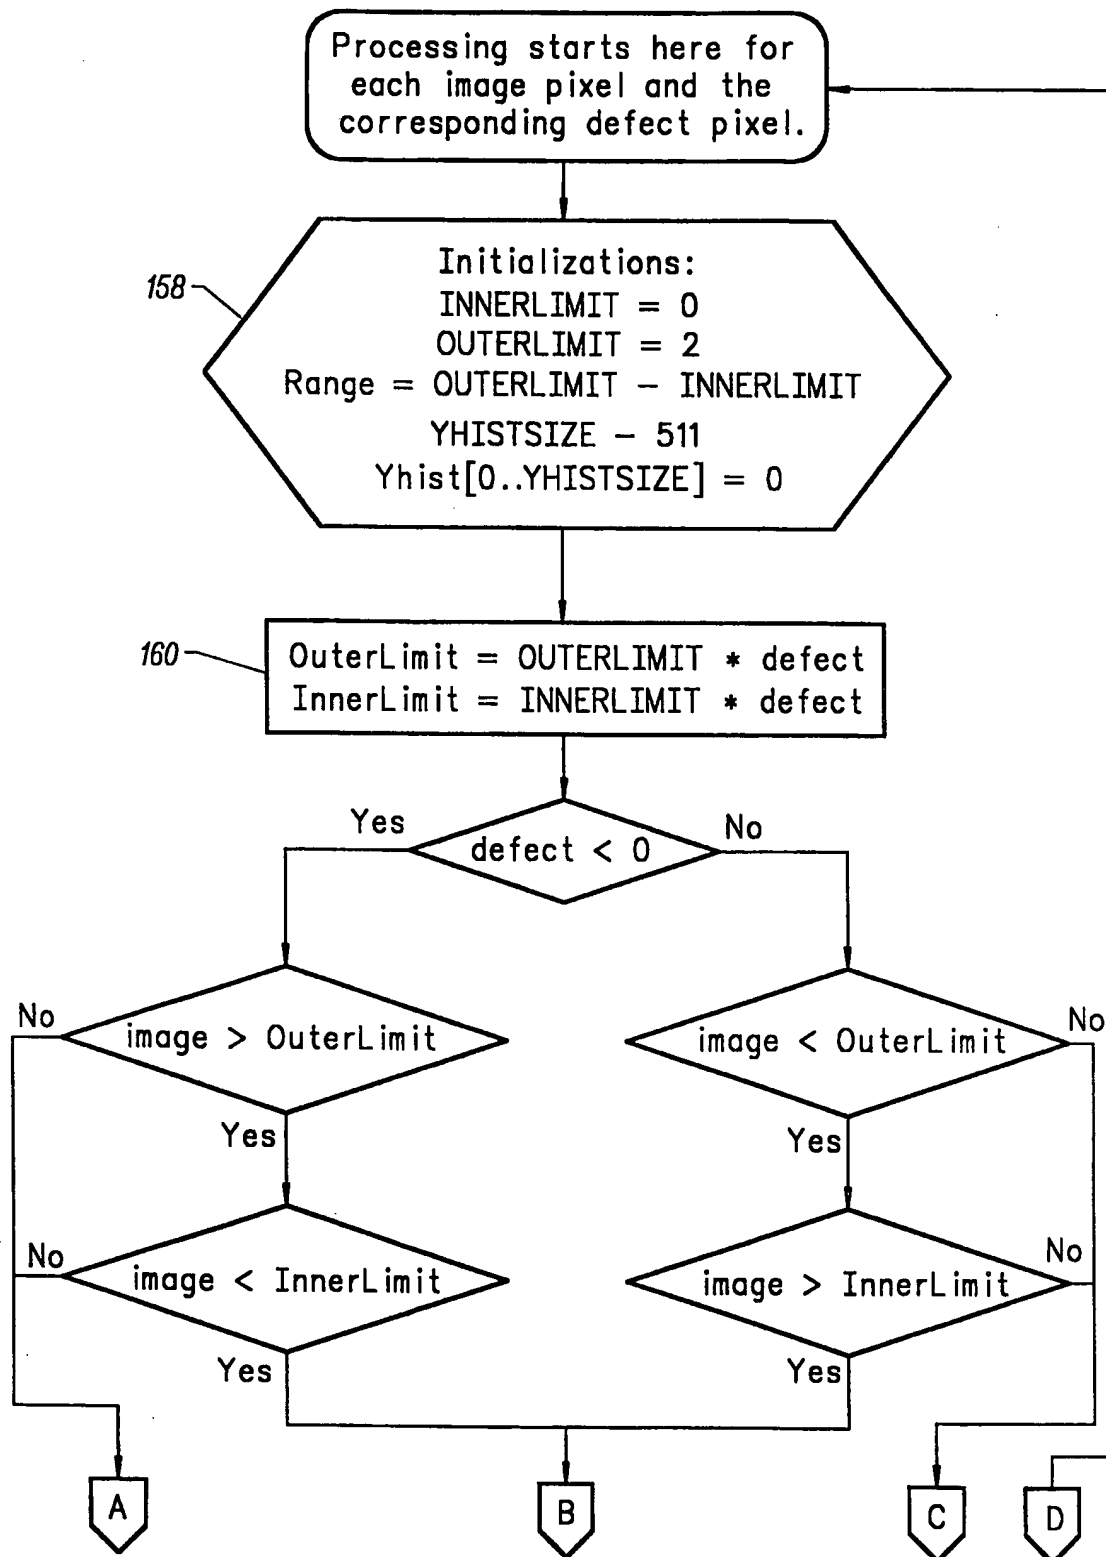 Processing starts here for
each image pixel and the
corresponding defect pixel.
158
Initializations:
INNERLIMIT = 0
OUTERLIMIT = 2
Range = OUTERLIMIT - INNERLIMIT
YHISTSIZE - 511
Yhist[0..YHISTSIZE] = 0
160
OuterLimit = OUTERLIMIT * defect
InnerLimit = INNERLIMIT * defect
Yes
defect < 0
No
No
image > OuterLimit
image < OuterLimit
No
Yes
Yes
No
image < InnerLimit
image > InnerLimit
No
Yes
Yes
A
B
C
D